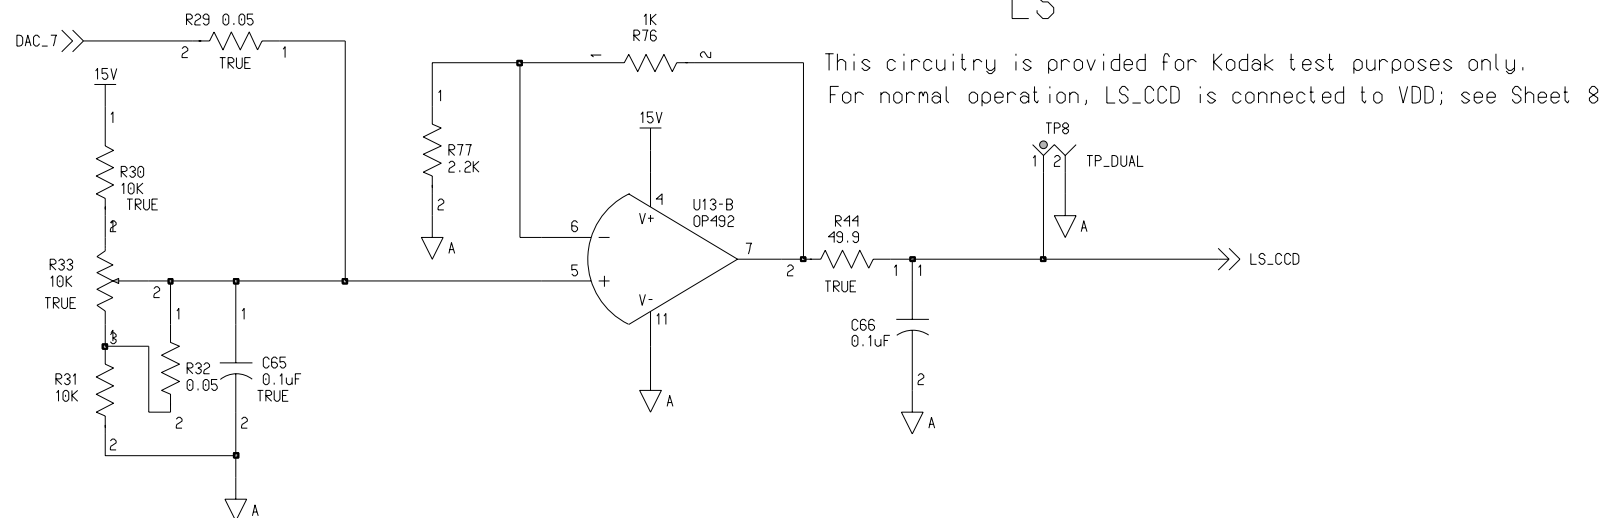 LS
This circuitry is provided for Kodak test purposes only.
For normal operation, LS_CCD is connected to VDD; see Sheet 8
DAC_7
R29 0.05
2
1
TRUE
15V
1
R30
10K
TRUE
2
R33
10K
TRUE
2
3
R31
10K
2
1
R32
0.05
2
1
C65
0.1uF
TRUE
2
A
1K
R76
1
2
1
R77
2.2K
2
A
15V
4
V+
U13-B
OP492
6
5
7
V-
11
A
R44
49.9
2
1
TRUE
1
C66
0.1uF
2
A
TP8
1
2
TP_DUAL
A
LS_CCD